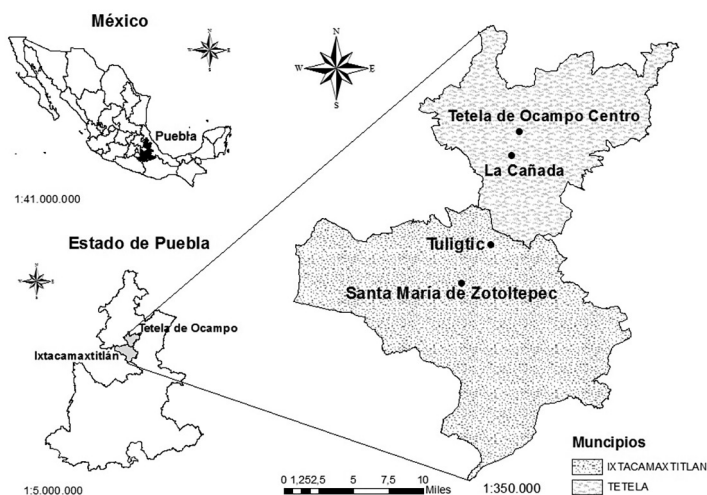 México
N
W E
S
Puebla
1:41.000.000
Estado de Puebla
Tetela de Ocampo
Ixtacamaxtitlán
1:5.000.000
Tetela de Ocampo Centro
La Cañada
Tuligtic
Santa María de Zotoltepec
Muncipios
IXTACAMAXTITLAN
TETELA
0 1,252,5 5 7,5 10
Miles
1:350.000